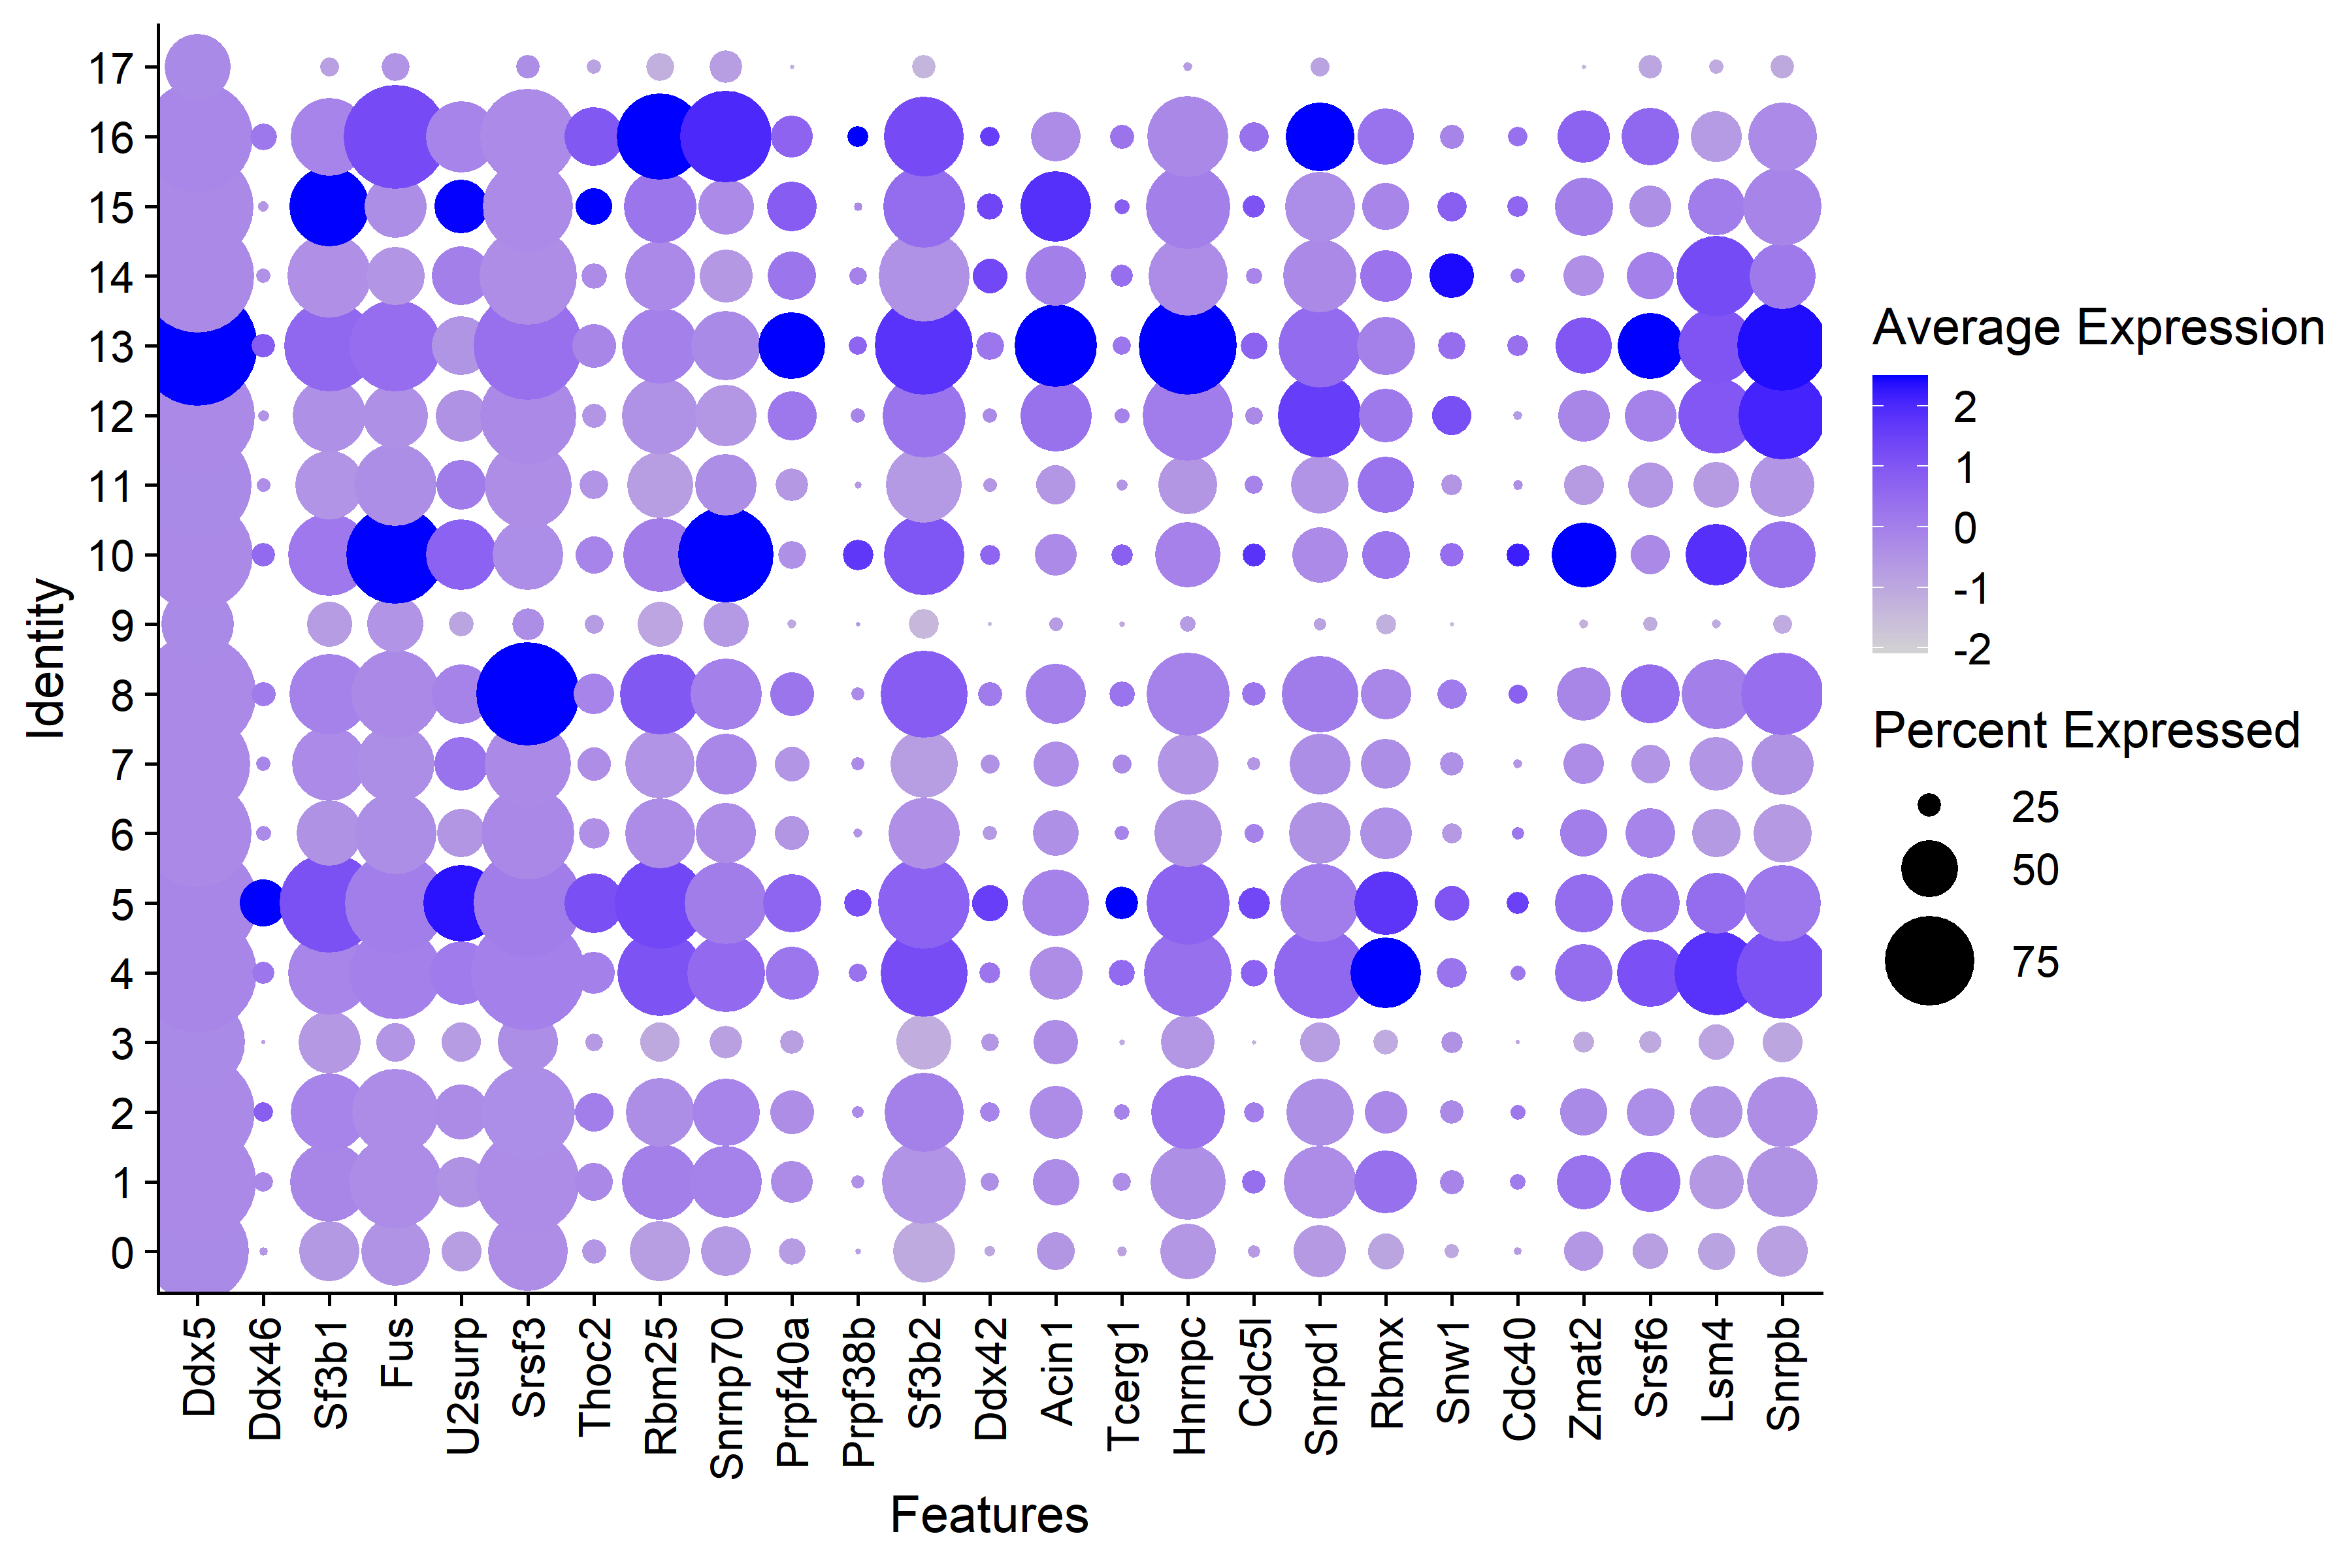 17
16
15
14
13
12
11
10
9
8
7
6
5
4
3
2
1
0
Identity
Ddx5
Ddx46
Sf3b1
Fus
U2surp
Srsf3
Thoc2
Rbm25
Snrnp70
Prpf40a
Prpf38b
Sf3b2
Ddx42
Acin1
Tcerg1
Hnrnpc
Cdc5l
Snrpd1
Rbmx
Snw1
Cdc40
Zmat2
Srsf6
Lsm4
Snrpb
Features
Average Expression
2
1
0
-1
-2
Percent Expressed
25
50
75